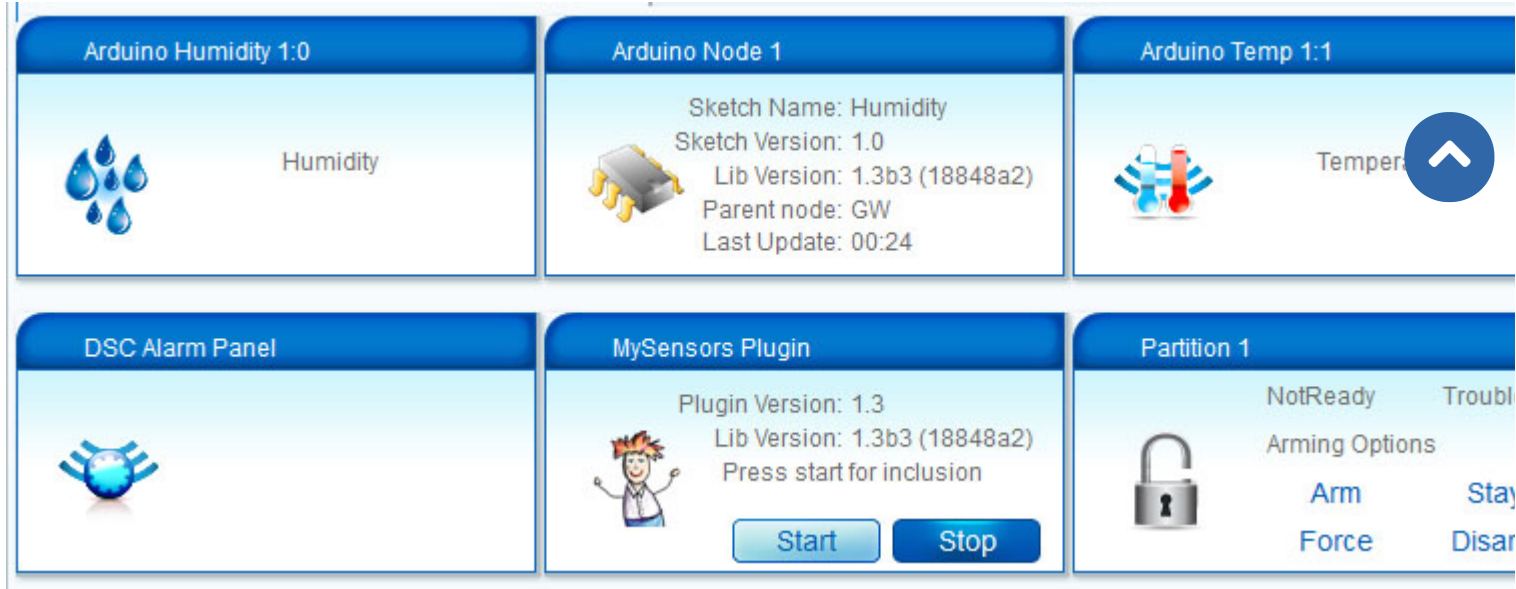 Arduino Humidity 1:0
Humidity
Arduino Node 1
Sketch Name: Humidity
Sketch Version: 1.0
Lib Version: 1.3b3 (18848a2)
Parent node: GW
Last Update: 00:24
Arduino Temp 1:1
DSC Alarm Panel
MySensors Plugin
Plugin Version: 1.3
Lib Version: 1.3b3 (18848a2)
Press start for inclusion
Start Stop
Partition 1
NotReady
Arming Options
Arm
Force